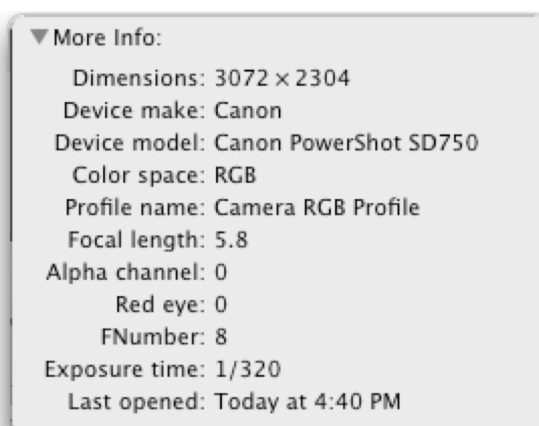 More Info:
Dimensions: 3072 × 2304
Device make: Canon
Device model: Canon PowerShot SD750
Color space: RGB
Profile name: Camera RGB Profile
Focal length: 5.8
Alpha channel: 0
Red eye: 0
FNumber: 8
Exposure time: 1/320
Last opened: Today at 4:40 PM